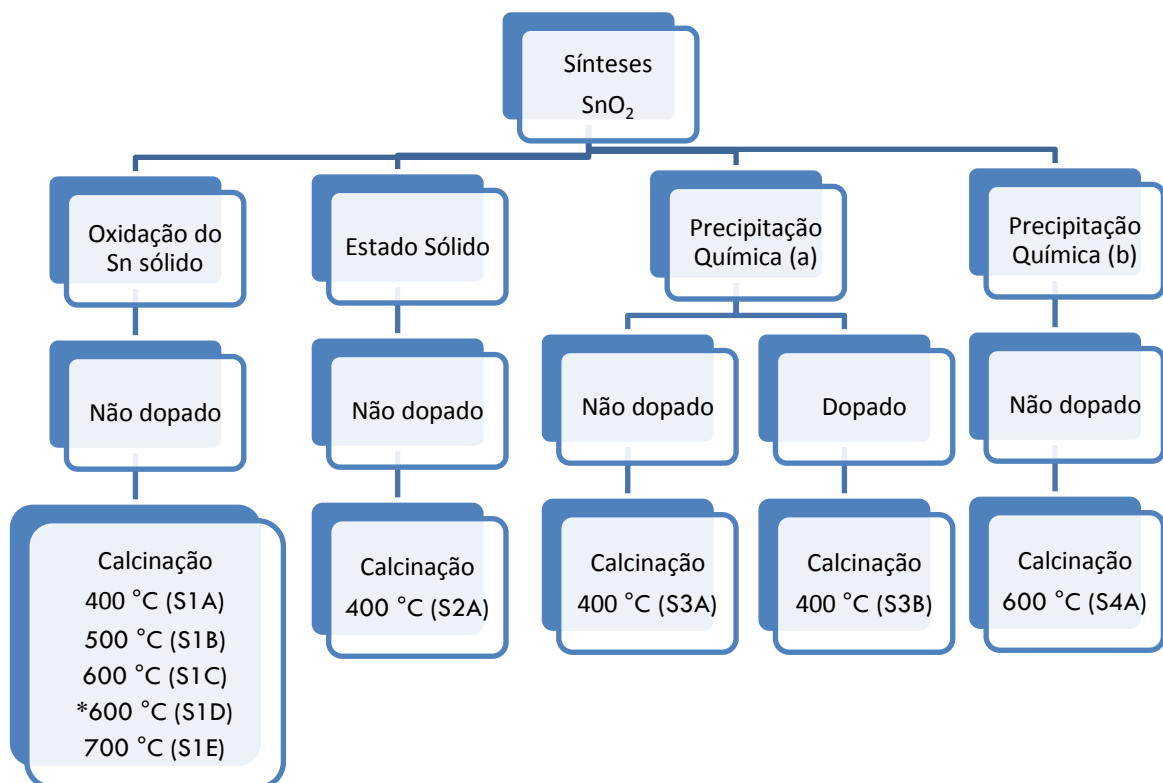 Sínteses
SnO₂
Oxidação do
Sn sólido
Estado Sólido
Precipitação
Química (a)
Precipitação
Química (b)
Não dopado
Não dopado
Não dopado
Dopado
Não dopado
Calcinação
400 °C (S1A)
500 °C (S1B)
600 °C (S1C)
*600 °C (S1D)
700 °C (S1E)
Calcinação
400 °C (S2A)
Calcinação
400 °C (S3A)
Calcinação
400 °C (S3B)
Calcinação
600 °C (S4A)